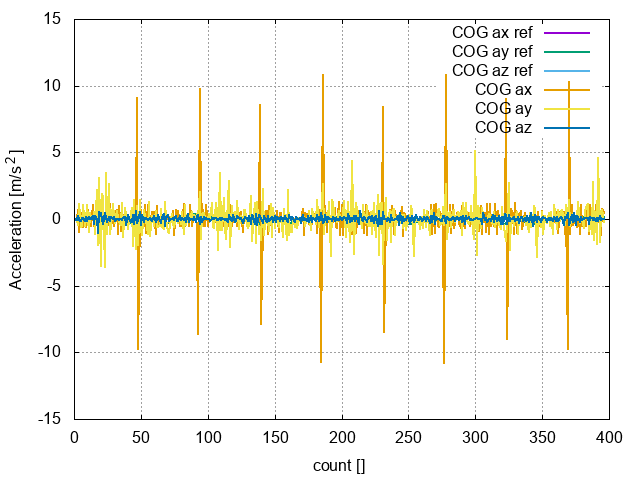 15
10
5
0
-5
-10
-15
Acceleration [m/s²]
COG ax ref
COG ay ref
COG az ref
COG ax
COG ay
COG az
0 50 100 150 200 250 300 350 400
count []